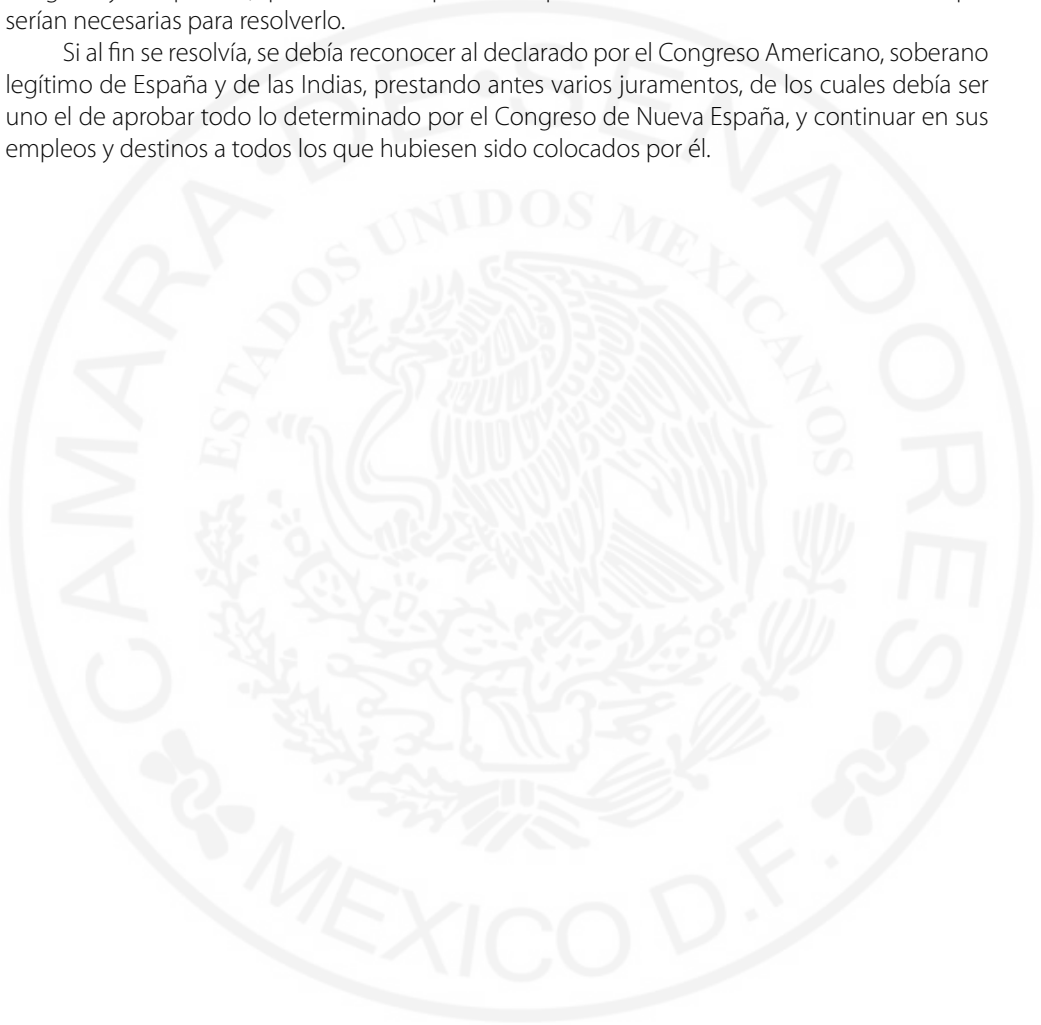 serían necesarias para resolverlo.
Si al fin se resolvía, se debía reconocer al declarado por el Congreso Americano, soberano
legítimo de España y de las Indias, prestando antes varios juramentos, de los cuales debía ser
uno el de aprobar todo lo determinado por el Congreso de Nueva España, y continuar en sus
empleos y destinos a todos los que hubiesen sido colocados por él.
CAMARA DE SENADORES
ESTADOS UNIDOS MEXICANOS
MEXICO D.F.